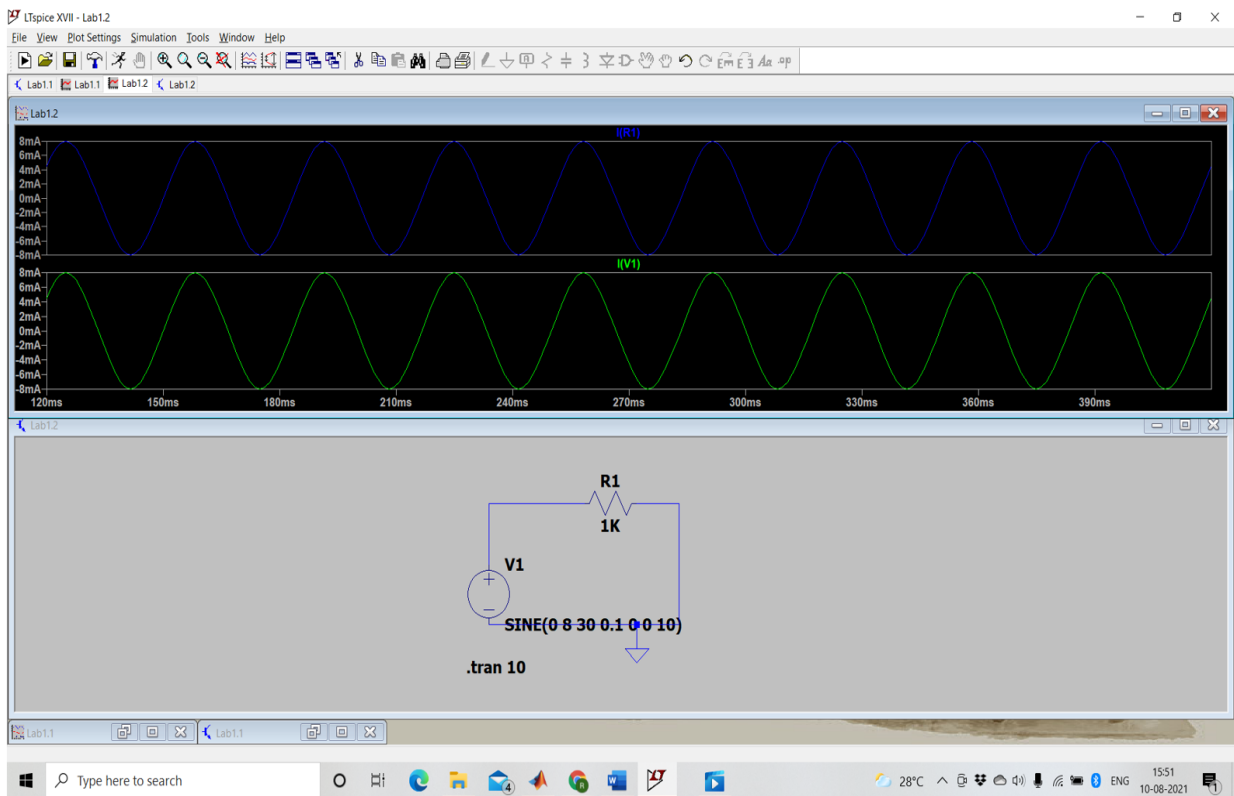 LTspice XVII - Lab1.2
File View Plot Settings Simulation Tools Window Help
Lab1.1 Lab1.1 Lab1.2 Lab1.2
Lab1.2
I(R1)
8mA
6mA
4mA
2mA
0mA
-2mA
-4mA
-6mA
-8mA
I(V1)
8mA
6mA
4mA
2mA
0mA
-2mA
-4mA
-6mA
-8mA
120ms 150ms 180ms 210ms 240ms 270ms 300ms 330ms 360ms 390ms
Lab1.2
R1
1K
V1
SINE(0 8 30 0.1 0 0 10)
.tran 10
Lab1.1 Lab1.1
Type here to search
4
28°C
ENG
15:51
10-08-2021
1